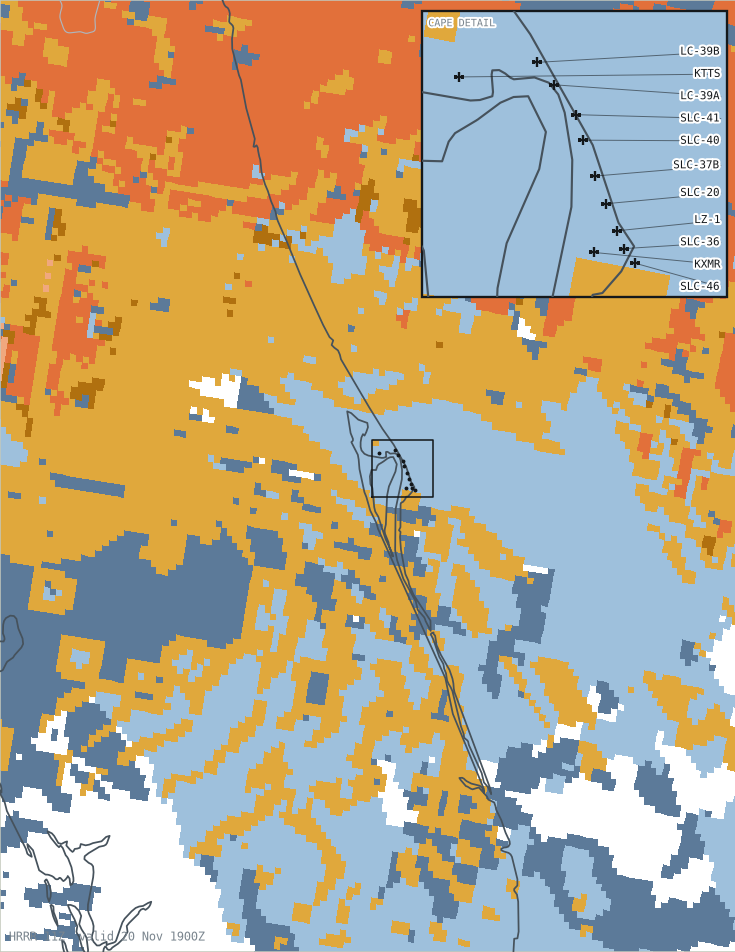 CAPE DETAIL
LC-39B
KTTS
LC-39A
SLC-41
SLC-40
SLC-37B
SLC-20
LZ-1
SLC-36
KXMR
SLC-46
valid 20 Nov 1900Z